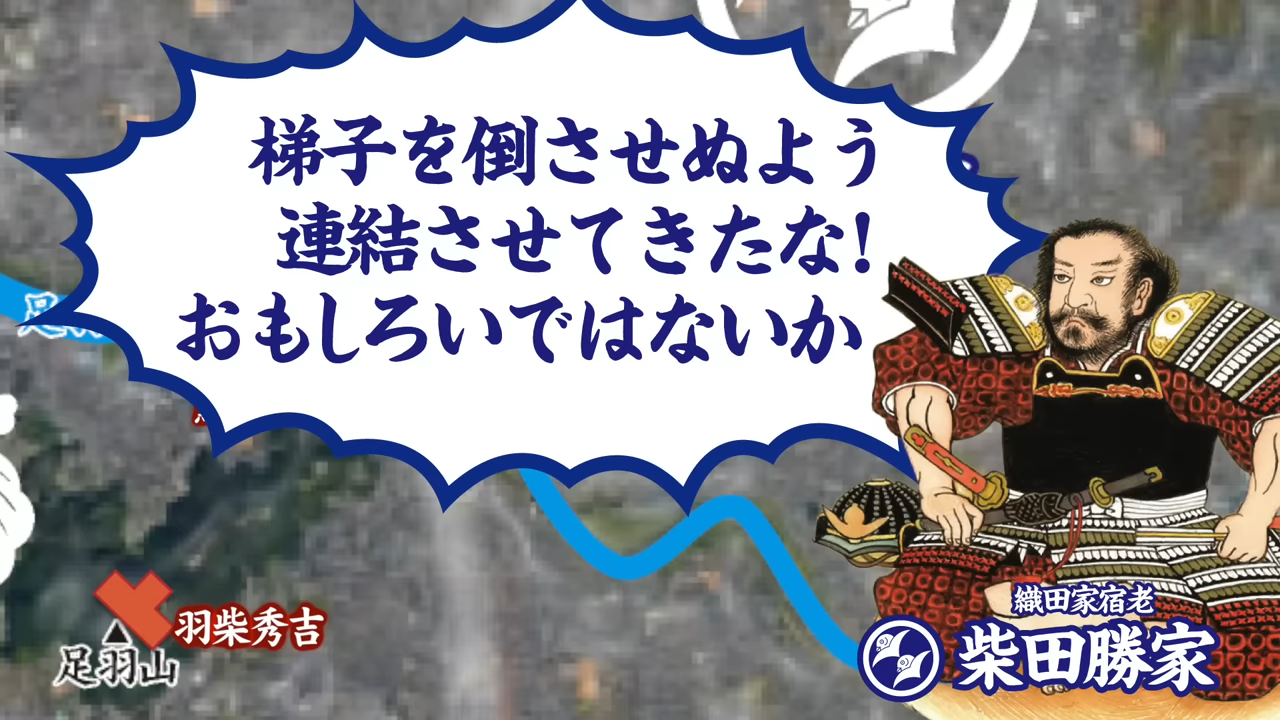 梯子を倒させぬよう
連結させてきたな!
おもしろいではないか
羽柴秀吉
足羽山
織田家宿老
柴田勝家